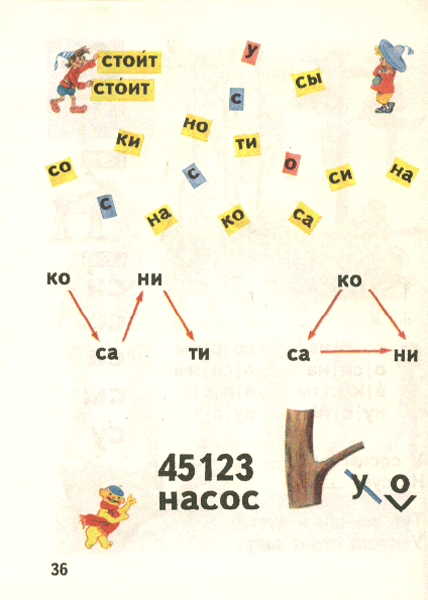 СТОИ́Т
СТО́ИТ
у
сы
с
но
ки
ти
со
с
о
си
на
с
на
ко
са
ко
ни
са
ти
ко
са
ни
45123
насос
у о
36